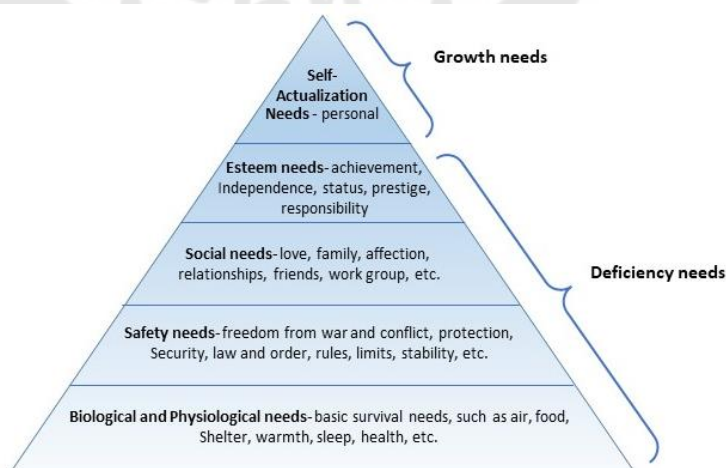 Growth needs
Self-
Actualization
Needs - personal
Esteem needs- achievement,
Independence, status, prestige,
responsibility
Social needs-love, family, affection,
relationships, friends, work group, etc.
Deficiency needs
Safety needs-freedom from war and conflict, protection,
Security, law and order, rules, limits, stability, etc.
Biological and Physiological needs-basic survival needs, such as air, food,
Shelter, warmth, sleep, health, etc.